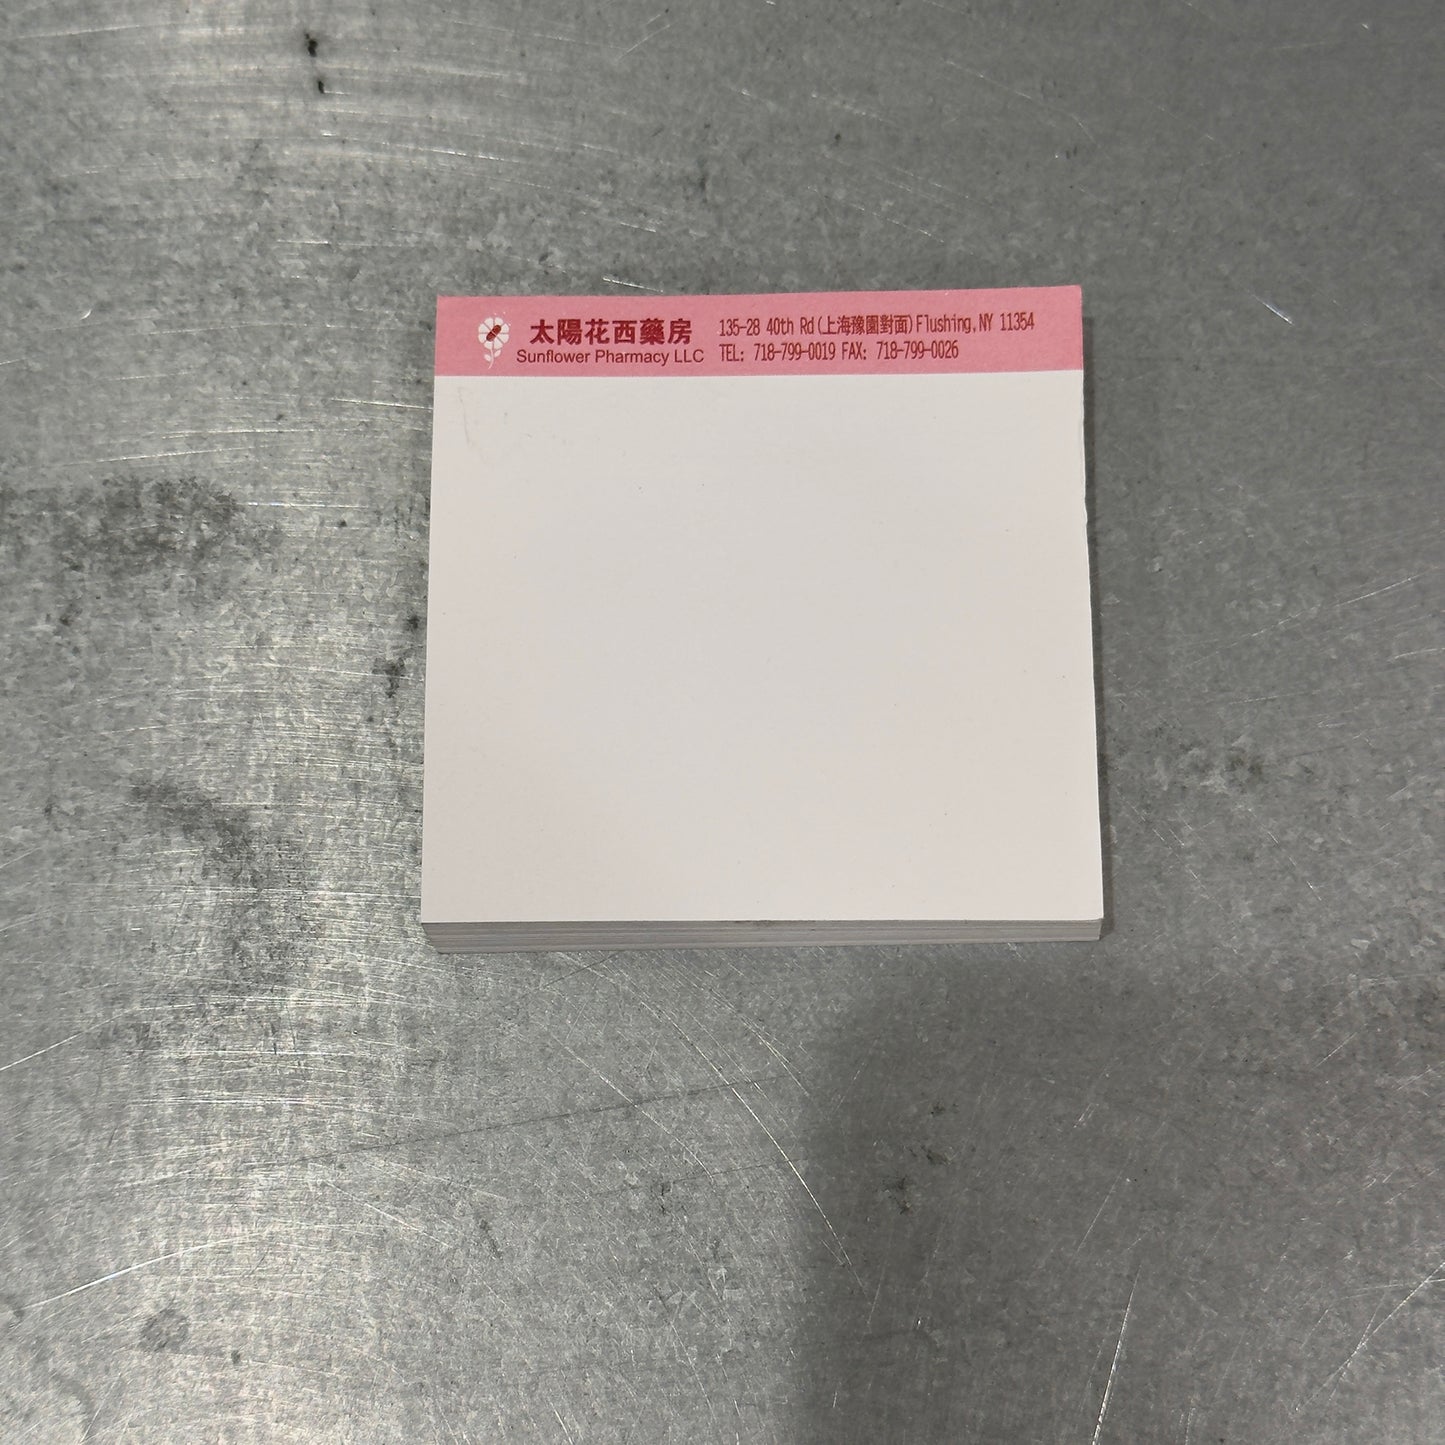 太陽花西藥房
Sunflower Pharmacy LLC
135-28 40th Rd(上海豫園對面)Flushing,NY 11354
TEL: 718-799-0019 FAX: 718-799-0026